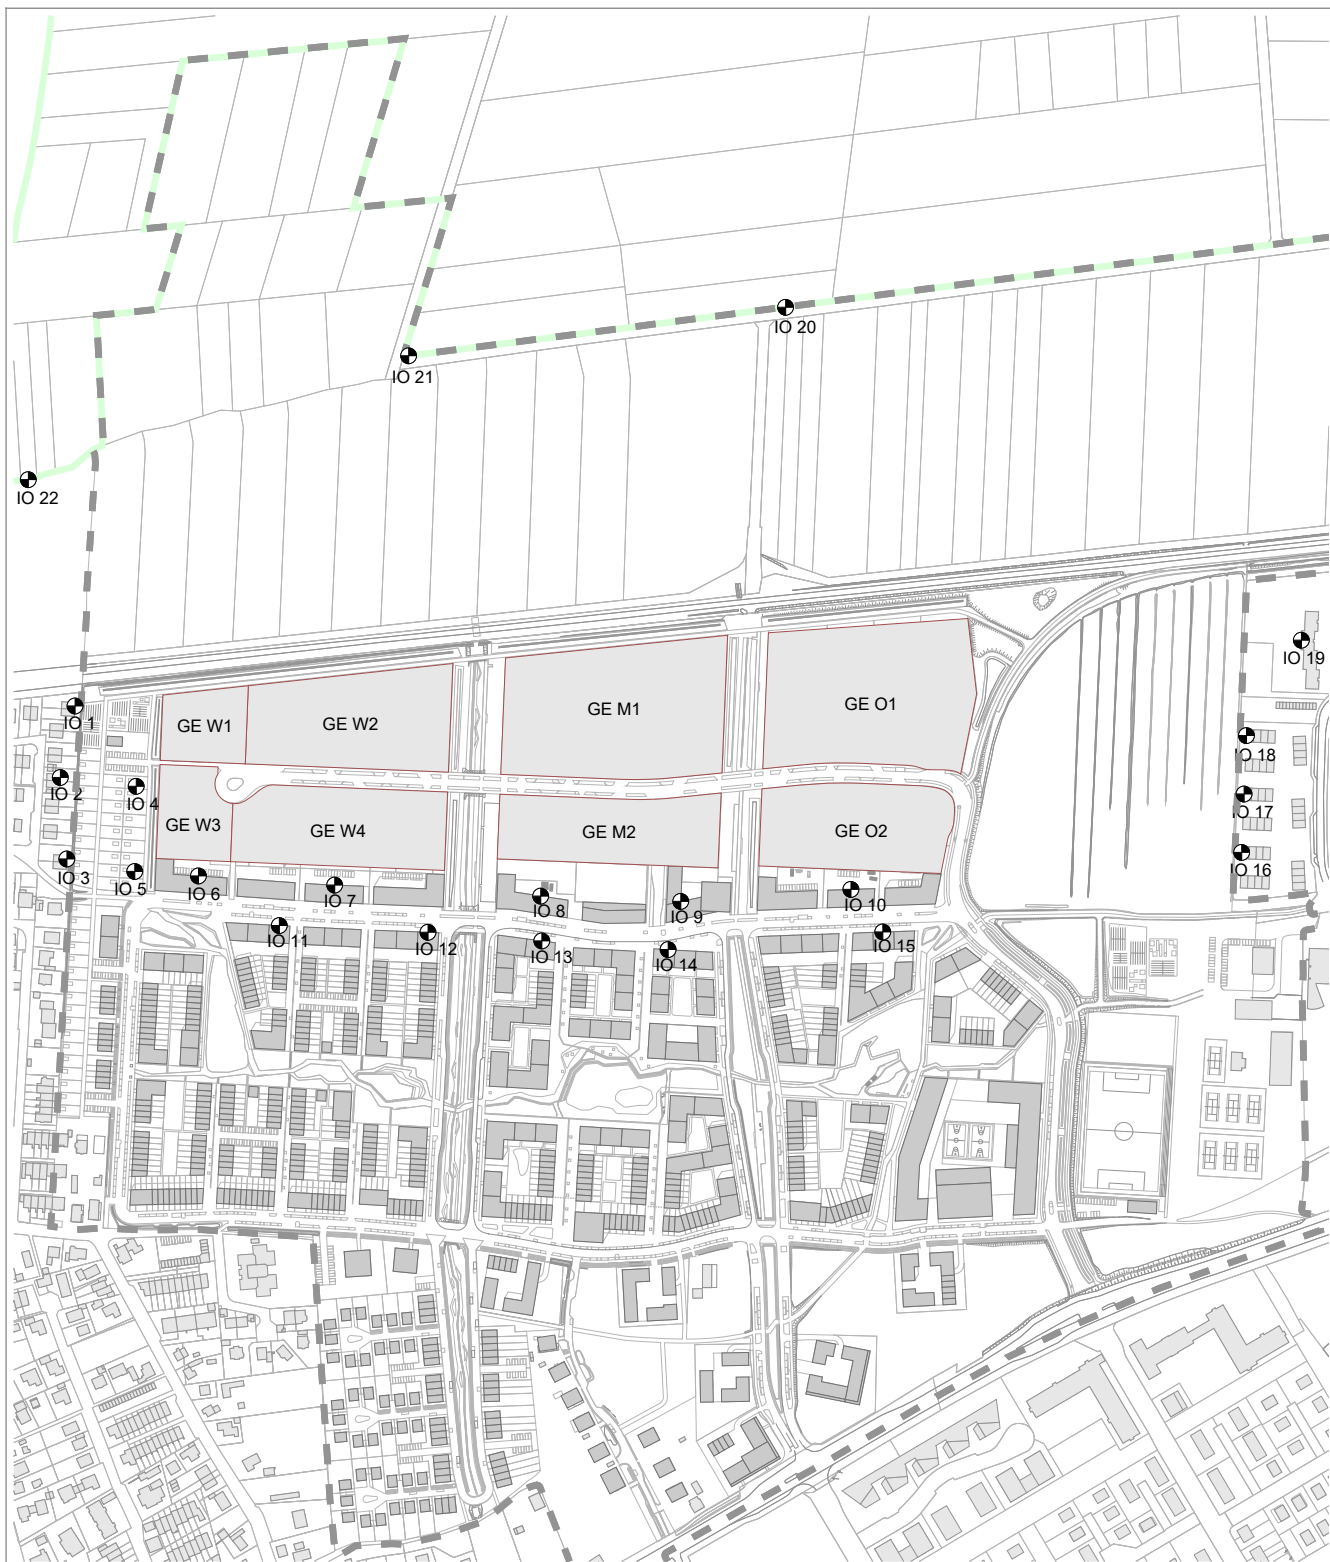 IO 20
IO 21
IO 22
IO 19
IO 1
GE W1
GE W2
GE M1
GE O1
IO 18
IO 2
IO 4
IO 17
GE W3
GE W4
GE M2
GE O2
IO 3
IO 5
IO 6
IO 7
IO 8
IO 9
IO 10
IO 16
IO 11
IO 12
IO 13
IO 14
IO 15